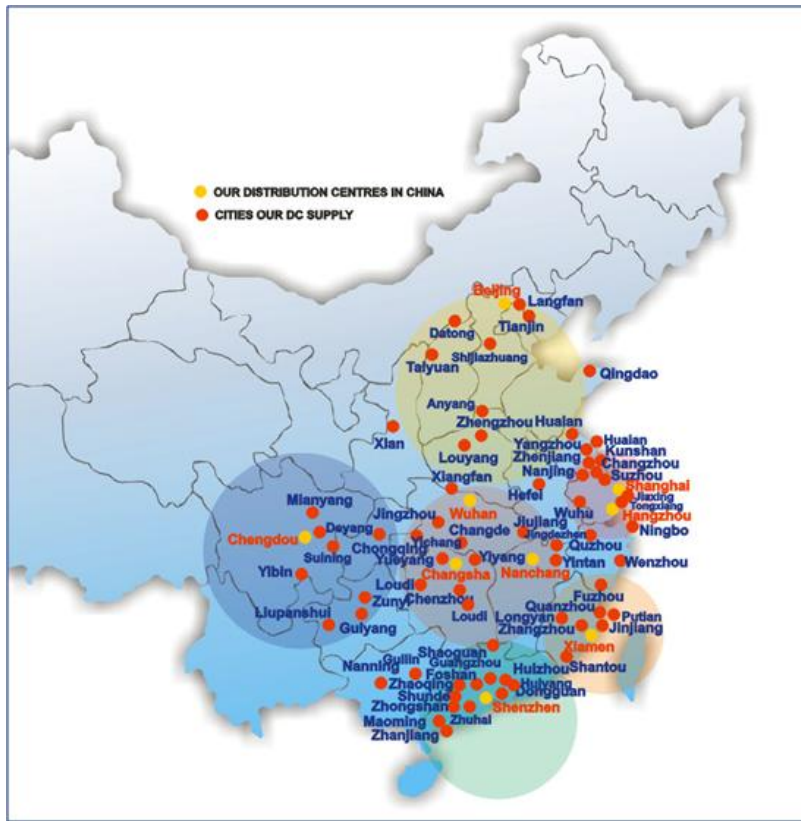 OUR DISTRIBUTION CENTRES IN CHINA
CITIES OUR DC SUPPLY
Beijing
Langfan
Tianjin
Datong
Shijiazhuang
Taiyuan
Qingdao
Anyang
Zhengzhou
Huaian
Xian
Louyang
Yangzhou
Huaian
Kunshan
Zhenjiang
Changzhou
Nanjing
Suzhou
Xiangfan
Hefei
Shanghai
Jiaxing
Tongxiang
Mianyang
Wuhan
Wuhu
Hangzhou
Jingzhou
Ningbo
Deyang
Changde
Jiujiang
Jingdezhen
Chengdou
Chongqing
Yichang
Quzhou
Suining
Yueyang
Yiyang
Yintan
Wenzhou
Yibin
Changsha
Nanchang
Loudi
Zunyi
Chenzhou
Fuzhou
Liupanshui
Loudi
Longyan
Quanzhou
Putian
Guiyang
Zhangzhou
Jinjiang
Xiamen
Shaoguan
Guilin
Guangzhou
Huizhou
Shantou
Nanning
Foshan
Zhaoqing
Huiyang
Shunde
Dongguan
Zhongshan
Shenzhen
Maoming
Zhuhai
Zhanjiang